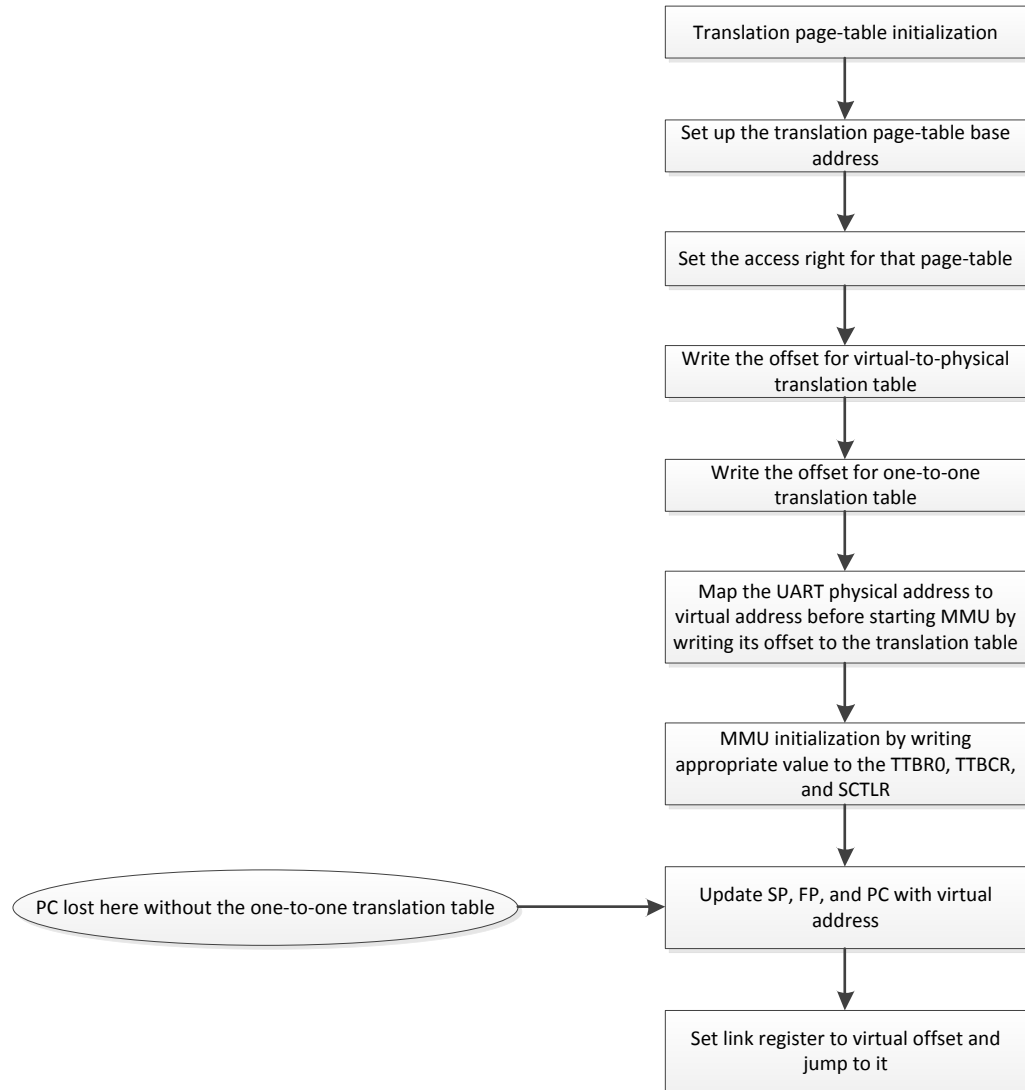 Translation page-table initialization
Set up the translation page-table base
address
Set the access right for that page-table
Write the offset for virtual-to-physical
translation table
Write the offset for one-to-one
translation table
Map the UART physical address to
virtual address before starting MMU by
writing its offset to the translation table
MMU initialization by writing
appropriate value to the TTBR0, TTBCR,
and SCTLR
PC lost here without the one-to-one translation table
Update SP, FP, and PC with virtual
address
Set link register to virtual offset and
jump to it